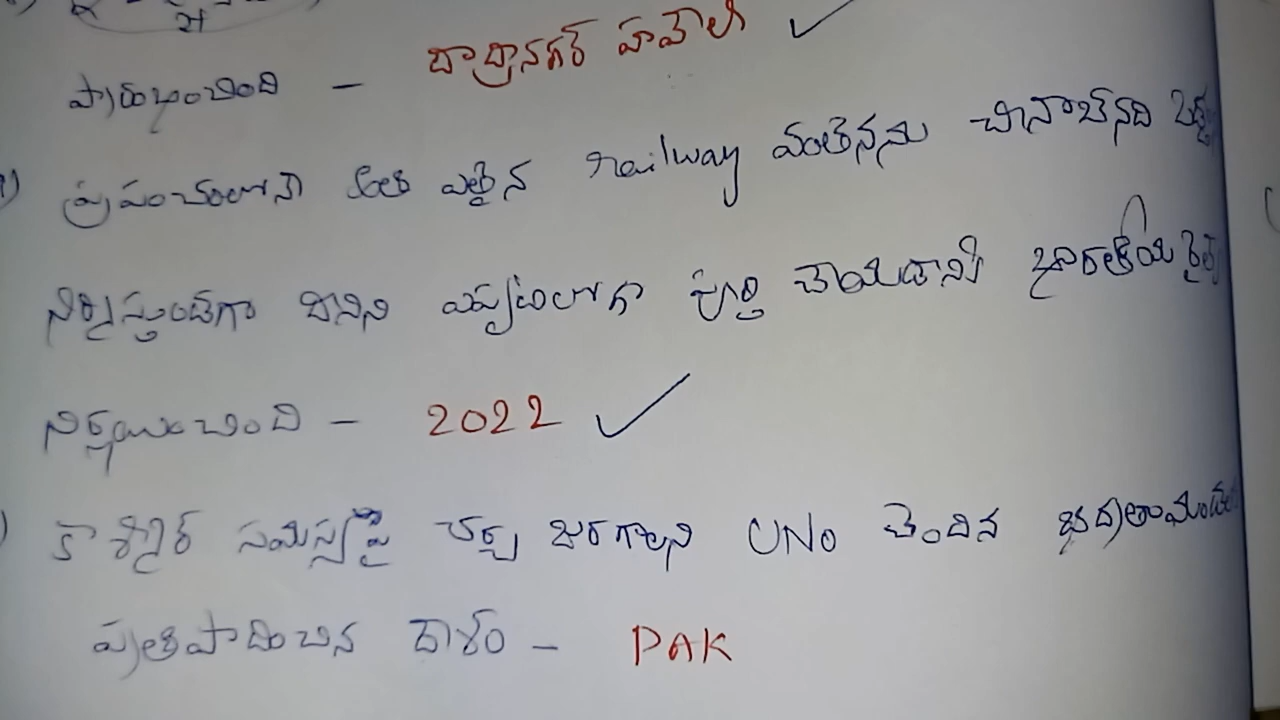 ప్రారంభించింది - దాద్రానగర్ హవేలి
ప్రపంచంలోనే అతి ఎత్తైన railway వంతెనను చీనాబ్ నది
నిర్మిస్తుండగా దీనిని ఎప్పటిలోగా పూర్తి చేయడానికి భారతీయ రైల్వే
నిర్ణయించింది - 2022
కాశ్మీర్ సమస్యపై చర్చ జరగాలని UNO చెందిన భద్రతామండలి
ప్రతిపాదించిన దేశం - PAK